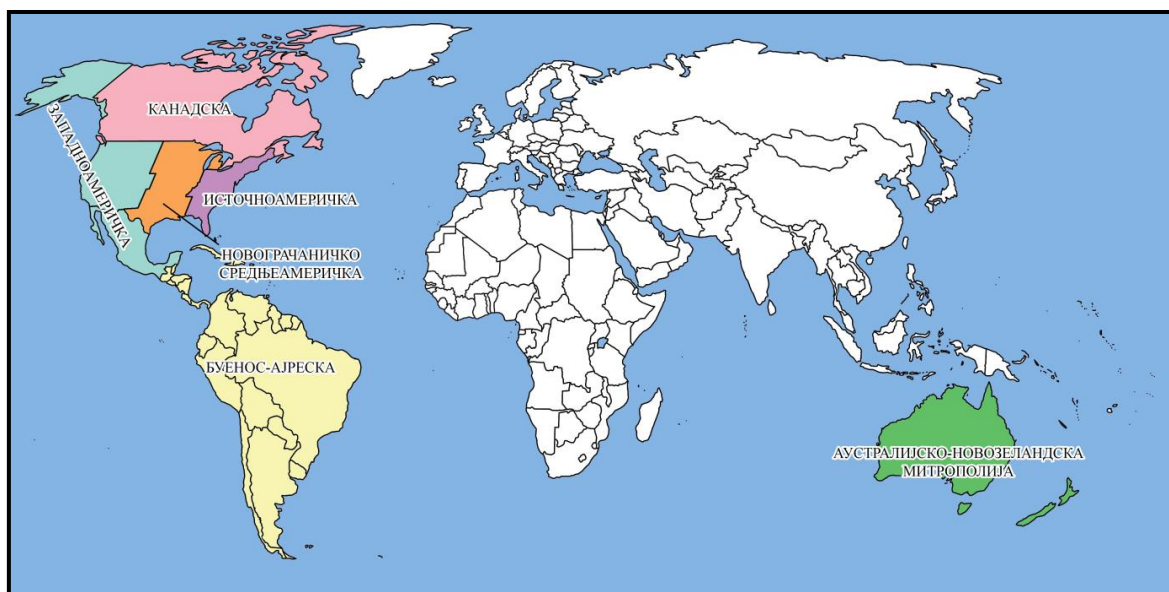 КАНАДСКА
ЗАПАДНОАМЕРИЧКА
ИСТОЧНОАМЕРИЧКА
НОВОГРАЧАНИЧКО
СРЕДЊЕАМЕРИЧКА
БУЕНОС-АЈРЕСКА
АУСТРАЛИЈСКО-НОВОЗЕЛАНДСКА
МИТРОПОЛИЈА